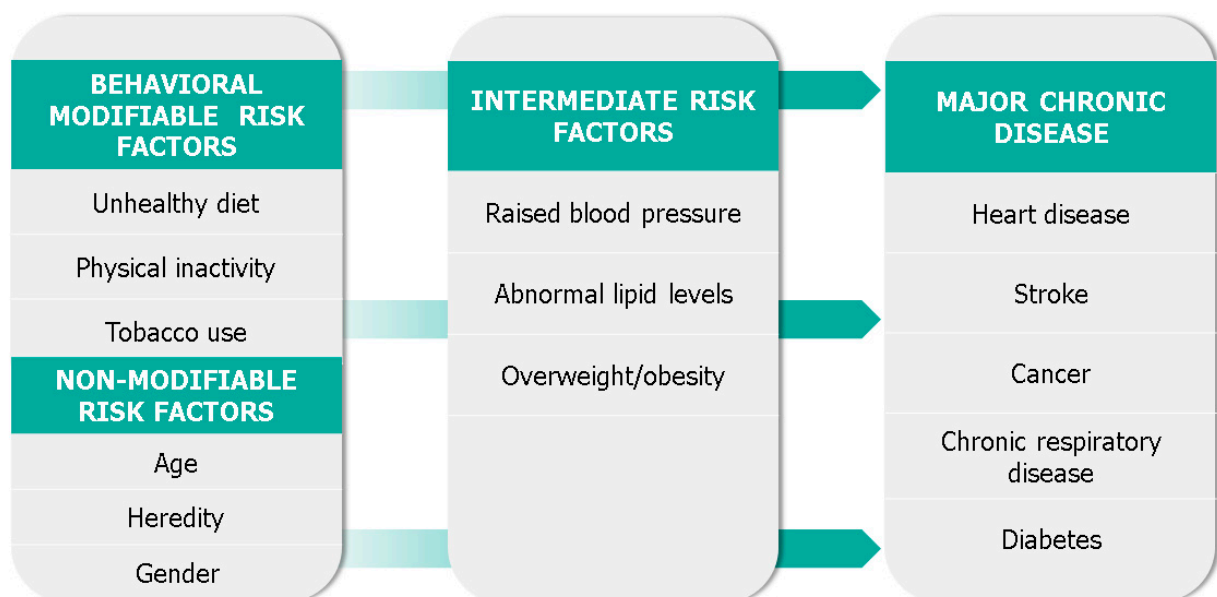 BEHAVIORAL
MODIFIABLE RISK
FACTORS
Unhealthy diet
Physical inactivity
Tobacco use
NON-MODIFIABLE
RISK FACTORS
Age
Heredity
Gender
INTERMEDIATE RISK
FACTORS
Raised blood pressure
Abnormal lipid levels
Overweight/obesity
MAJOR CHRONIC
DISEASE
Heart disease
Stroke
Cancer
Chronic respiratory
disease
Diabetes